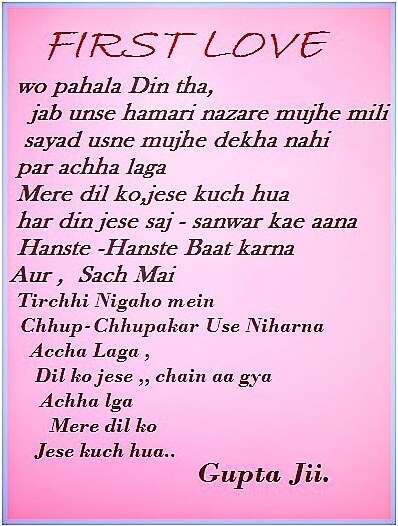 FIRST LOVE
wo pahala Din tha,
jab unse hamari nazare mujhe mili
sayad usne mujhe dekha nahi
par achha laga
Mere dil ko,jese kuch hua
har din jese saj - sanwar kae aana
Hanste -Hanste Baat karna
Aur , Sach Mai
Tirchhi Nigaho mein
Chhup-Chhupakar Use Niharna
Accha Laga ,
Dil ko jese ,, chain aa gya
Achha lga
Mere dil ko
Jese kuch hua..
Gupta Jii.